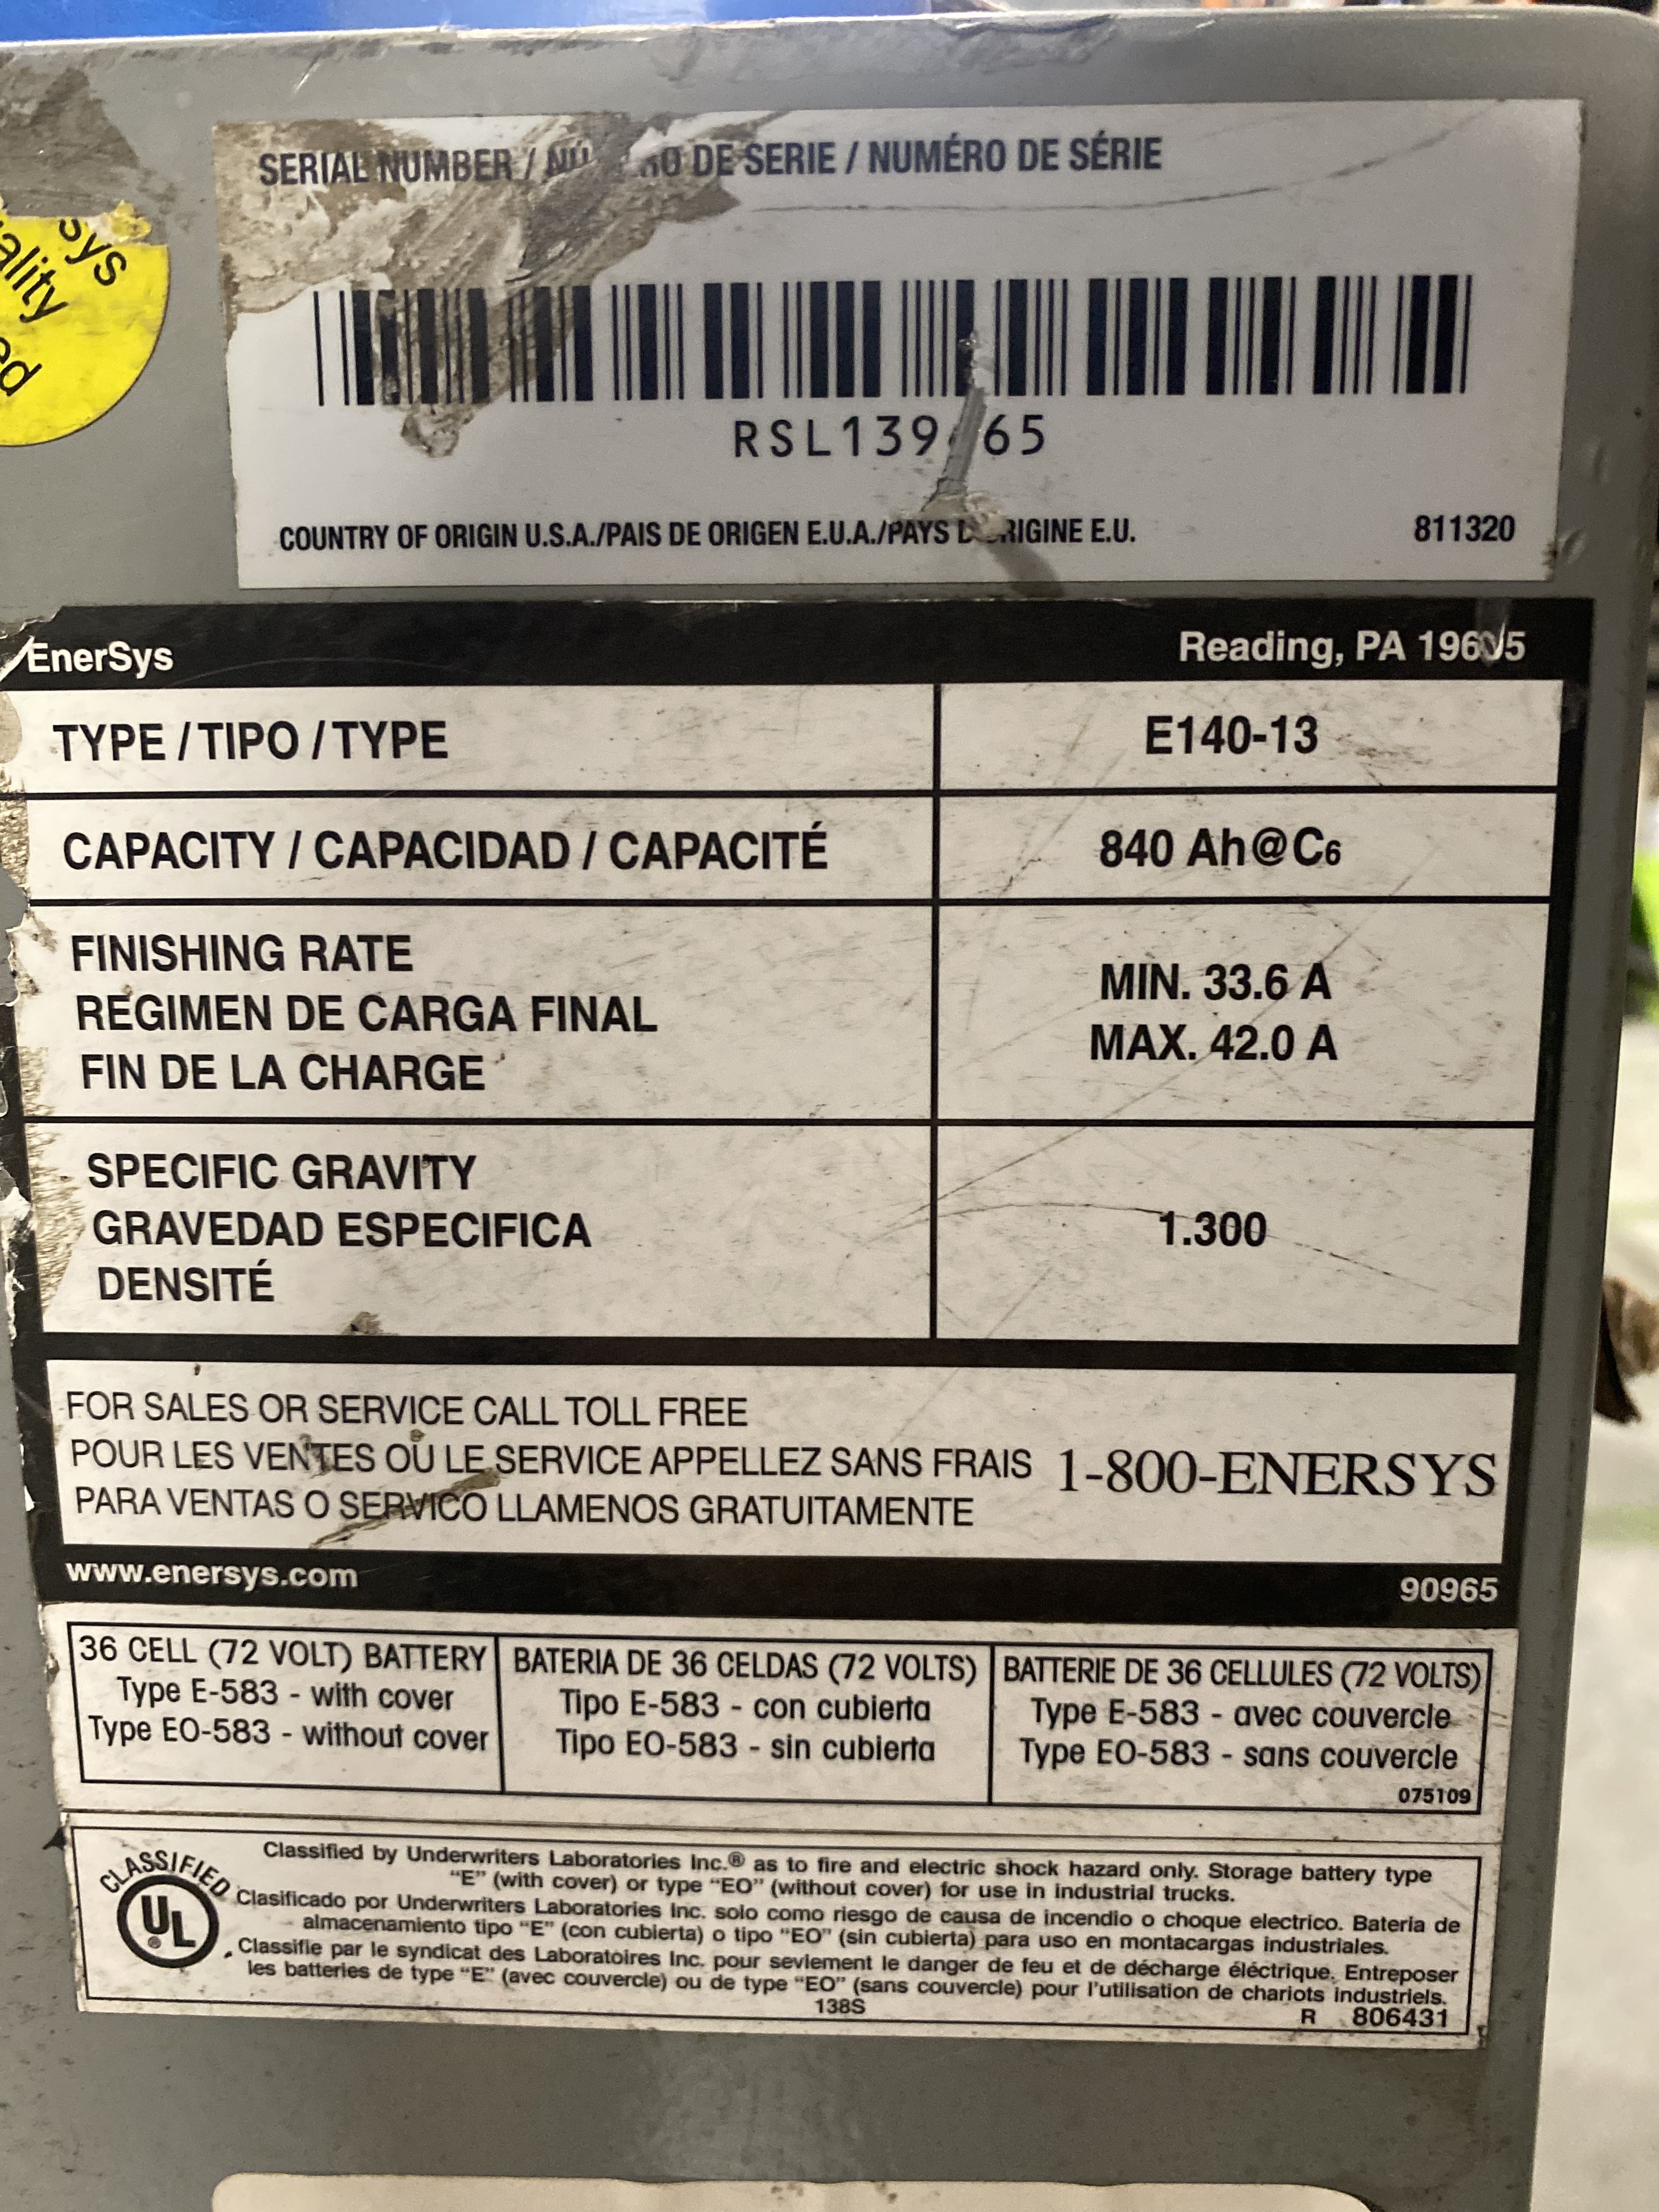 sys
ality
ed
SERIAL NUMBER / DE SERIE / NUMÉRO DE SÉRIE
COUNTRY OF ORIGIN U.S.A./PAIS DE ORIGEN E.U.A./PAYS E.U.
811320
EnerSys
Reading, PA
TYPE / TIPO / TYPE
E140-13
CAPACITY / CAPACIDAD / CAPACITÉ
840 Ah@C6
FINISHING RATE
REGIMEN DE CARGA FINAL
FIN DE LA CHARGE
MIN. 33.6 A
MAX. 42.0 A
SPECIFIC GRAVITY
GRAVEDAD ESPECIFICA
DENSITÉ
1.300
FOR SALES OR SERVICE CALL TOLL FREE
POUR LES VENTES OU LE SERVICE APPELLEZ SANS FRAIS
PARA VENTAS O SERVICO LLAMENOS GRATUITAMENTE
1-800-ENERSYS
www.enersys.com
90965
36 CELL (72 VOLT) BATTERY
Type E-583 - with cover
Type EO-583 - without cover
BATERIA DE 36 CELDAS (72 VOLTS)
Tipo E-583 - con cubierta
Tipo EO-583 - sin cubierta
BATTERIE DE 36 CELLULES (72 VOLTS)
Type E-583 - avec couvercle
Type EO-583 - sans couvercle
075109
CLASSIFIED
UL
Classified by Underwriters Laboratories Inc.® as to fire and electric shock hazard only. Storage battery type
"E" (with cover) or type "EO" (without cover) for use in industrial trucks.
Clasificado por Underwriters Laboratories Inc. solo como riesgo de causa de incendio o choque electrico. Bateria de
almacenamiento tipo "E" (con cubierta) o tipo "EO" (sin cubierta) para uso en montacargas industriales.
Classifie par le syndicat des Laboratoires Inc. pour sevlement le danger de feu et de décharge éléctrique. Entreposer
les batteries de type "E" (avec couvercle) ou de type "EO" (sans couvercle) pour l'utilisation de chariots industriels.
138S
R 806431